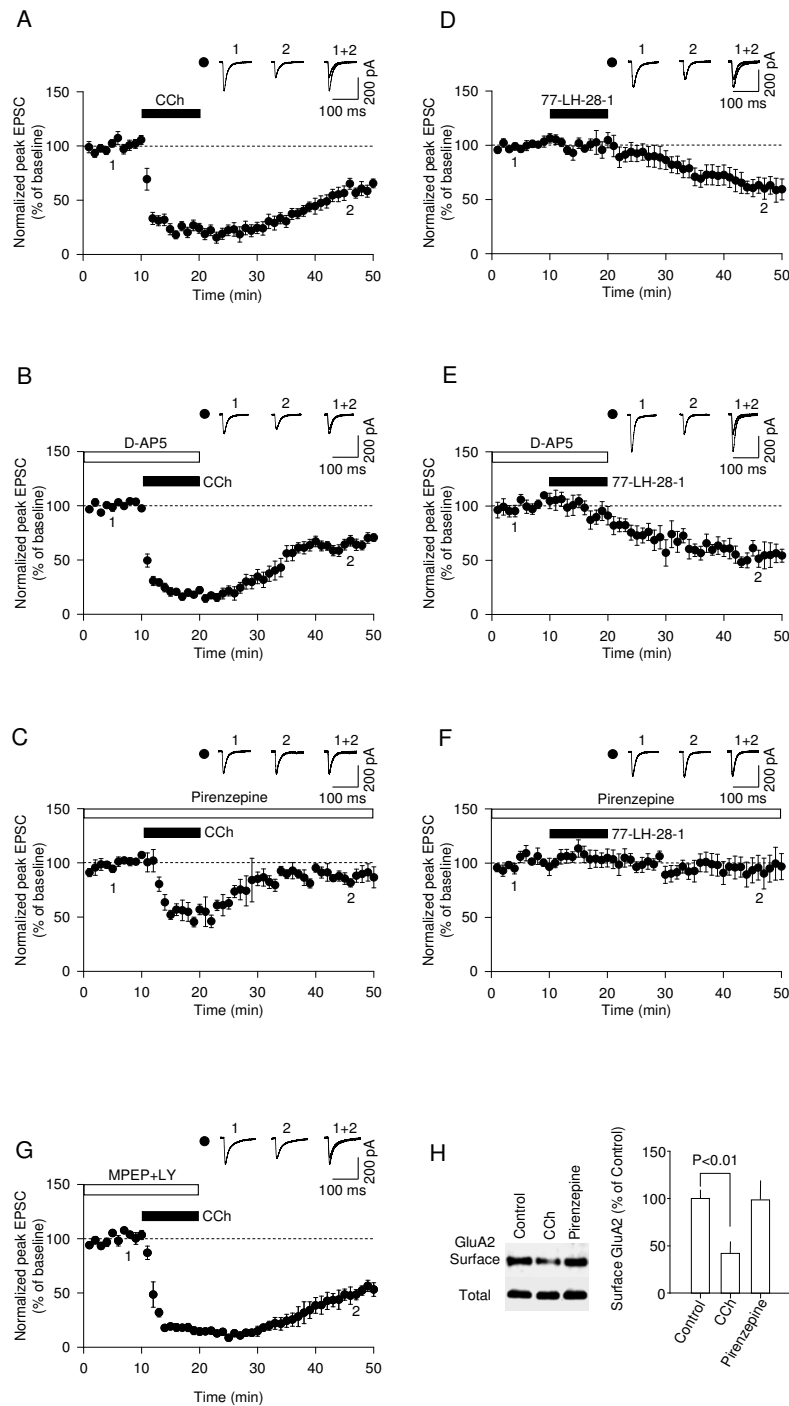 A
1
2
1+2
200 pA
100 ms
CCh
Normalized peak EPSC
(% of baseline)
150
100
50
0
1
2
0
10
20
30
40
50
Time (min)
D
1
2
1+2
200 pA
100 ms
77-LH-28-1
Normalized peak EPSC
(% of baseline)
150
100
50
0
1
2
0
10
20
30
40
50
Time (min)
B
1
2
1+2
200 pA
100 ms
D-AP5
CCh
Normalized peak EPSC
(% of baseline)
150
100
50
0
1
2
0
10
20
30
40
50
Time (min)
E
1
2
1+2
200 pA
100 ms
D-AP5
77-LH-28-1
Normalized peak EPSC
(% of baseline)
150
100
50
0
1
2
0
10
20
30
40
50
Time (min)
C
1
2
1+2
200 pA
100 ms
Pirenzepine
CCh
Normalized peak EPSC
(% of baseline)
150
100
50
0
1
2
0
10
20
30
40
50
Time (min)
F
1
2
1+2
200 pA
100 ms
Pirenzepine
77-LH-28-1
Normalized peak EPSC
(% of baseline)
150
100
50
0
1
2
0
10
20
30
40
50
Time (min)
G
1
2
1+2
200 pA
100 ms
MPEP+LY
CCh
Normalized peak EPSC
(% of baseline)
150
100
50
0
1
2
0
10
20
30
40
50
Time (min)
H
Control
CCh
Pirenzepine
GluA2
Surface
Total
Surface GluA2 (% of Control)
150
100
50
0
P<0.01
Control
CCh
Pirenzepine